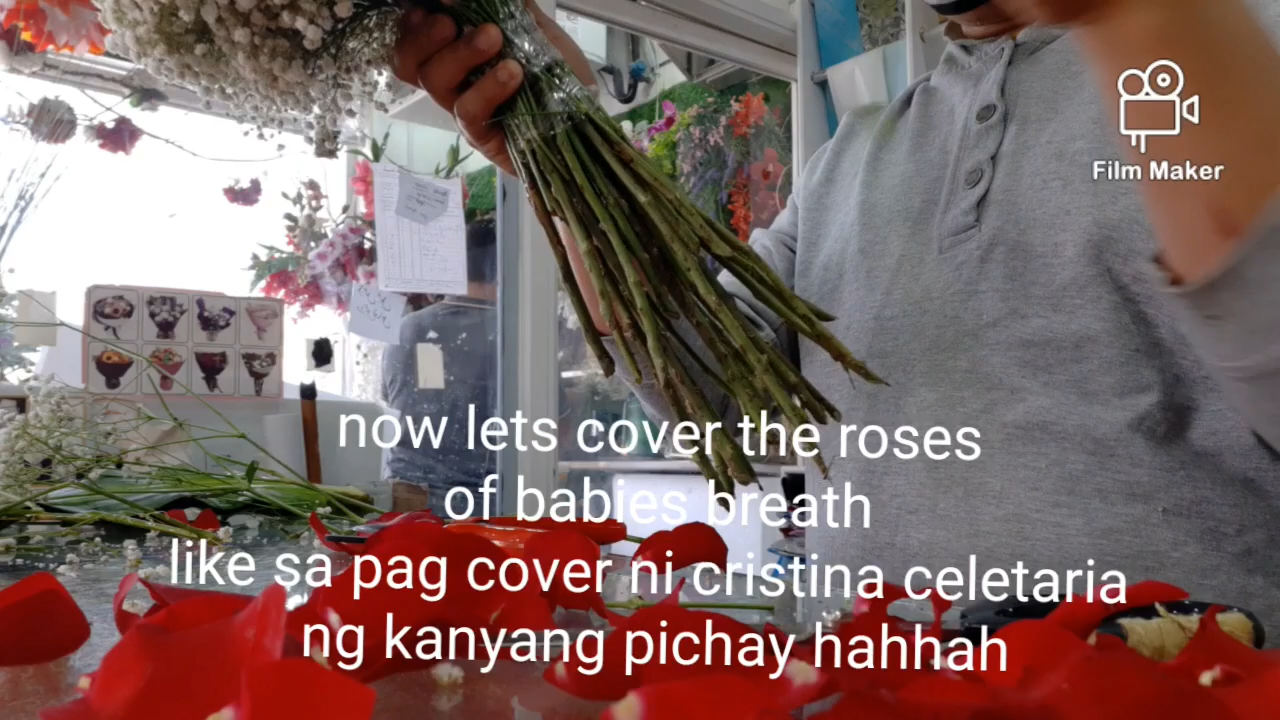 Film Maker
now lets cover the roses
of babies breath
like sa pag cover ni cristina celetaria
ng kanyang pichay hahhah